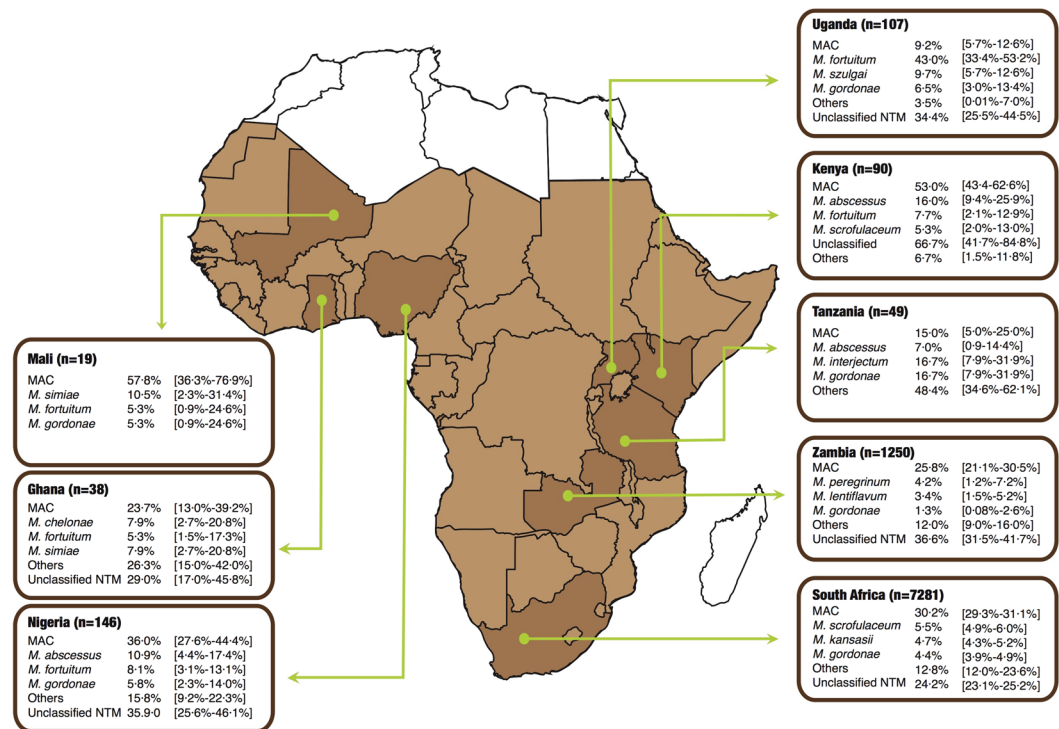 Uganda (n=107)
MAC 9·2% [5·7%-12·6%]
M. fortuitum 43·0% [33·4%-53·2%]
M. szulgai 9·7% [5·7%-12·6%]
M. gordonae 6·5% [3·0%-13·4%]
Others 3·5% [0·01%-7·0%]
Unclassified NTM 34·4% [25·5%-44·5%]
Kenya (n=90)
MAC 53·0% [43·4-62·6%]
M. abscessus 16·0% [9·4%-25·9%]
M. fortuitum 7·7% [2·1%-12·9%]
M. scrofulaceum 5·3% [2·0%-13·0%]
Unclassified 66·7% [41·7%-84·8%]
Others 6·7% [1·5%-11·8%]
Tanzania (n=49)
MAC 15·0% [5·0%-25·0%]
M. abscessus 7·0% [0·9-14·4%]
M. interjectum 16·7% [7·9%-31·9%]
M. gordonae 16·7% [7·9%-31·9%]
Others 48·4% [34·6%-62·1%]
Mali (n=19)
MAC 57·8% [36·3%-76·9%]
M. simiae 10·5% [2·3%-31·4%]
M. fortuitum 5·3% [0·9%-24·6%]
M. gordonae 5·3% [0·9%-24·6%]
Zambia (n=1250)
MAC 25·8% [21·1%-30·5%]
M. peregrinum 4·2% [1·2%-7·2%]
M. lentiflavum 3·4% [1·5%-5·2%]
M. gordonae 1·3% [0·08%-2·6%]
Others 12·0% [9·0%-16·0%]
Unclassified NTM 36·6% [31·5%-41·7%]
Ghana (n=38)
MAC 23·7% [13·0%-39·2%]
M. chelonae 7·9% [2·7%-20·8%]
M. fortuitum 5·3% [1·5%-17·3%]
M. simiae 7·9% [2·7%-20·8%]
Others 26·3% [15·0%-42·0%]
Unclassified NTM 29·0% [17·0%-45·8%]
South Africa (n=7281)
MAC 30·2% [29·3%-31·1%]
M. scrofulaceum 5·5% [4·9%-6·0%]
M. kansasii 4·7% [4·3%-5·2%]
M. gordonae 4·4% [3·9%-4·9%]
Others 12·8% [12·0%-23·6%]
Unclassified NTM 24·2% [23·1%-25·2%]
Nigeria (n=146)
MAC 36·0% [27·6%-44·4%]
M. abscessus 10·9% [4·4%-17·4%]
M. fortuitum 8·1% [3·1%-13·1%]
M. gordonae 5·8% [2·3%-14·0%]
Others 15·8% [9·2%-22·3%]
Unclassified NTM 35.9·0 [25·6%-46·1%]